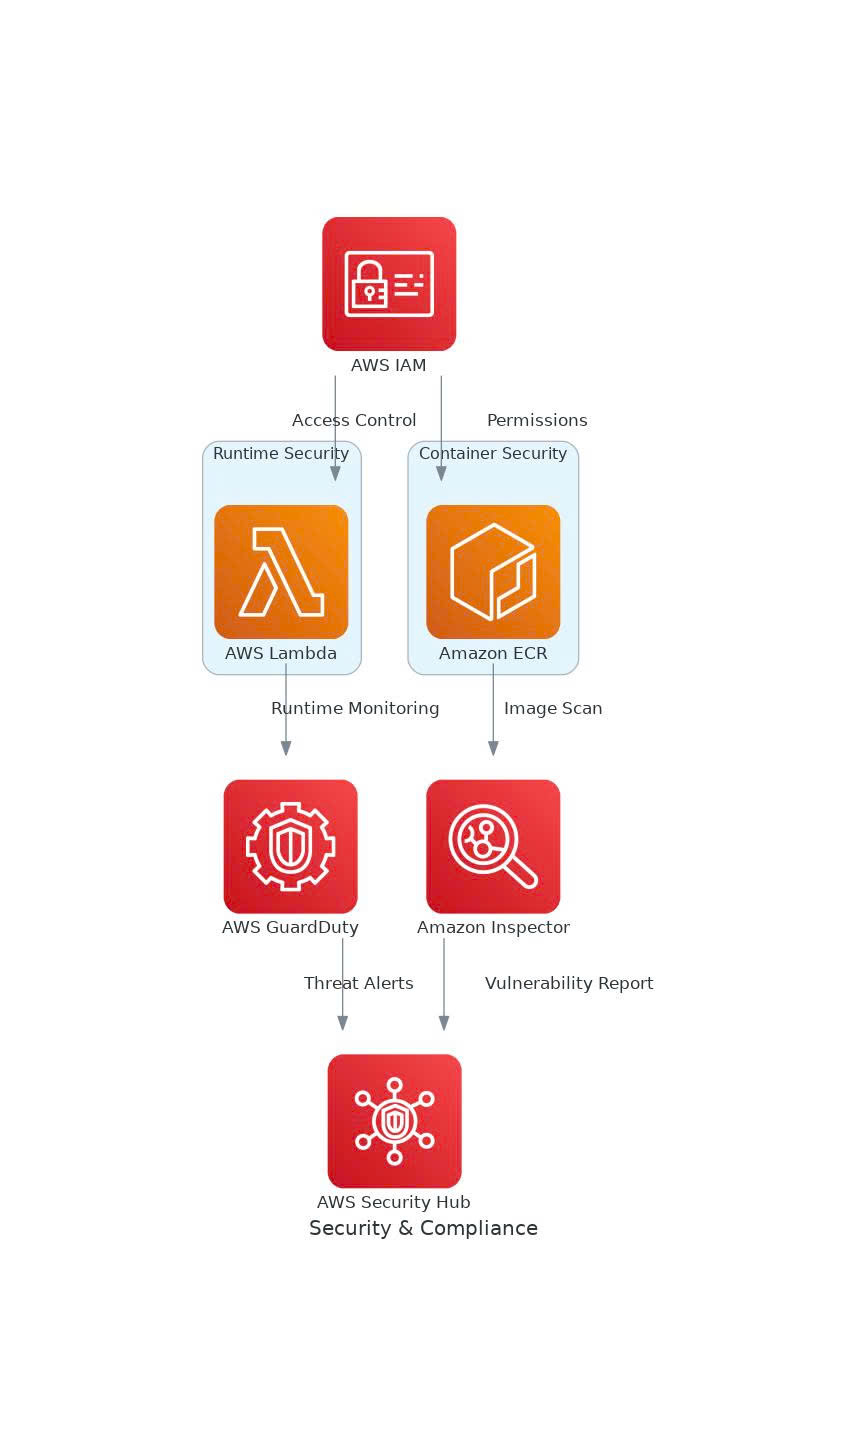 AWS IAM
Access Control
Permissions
Runtime Security
Container Security
AWS Lambda
Amazon ECR
Runtime Monitoring
Image Scan
AWS GuardDuty
Amazon Inspector
Threat Alerts
Vulnerability Report
AWS Security Hub
Security & Compliance